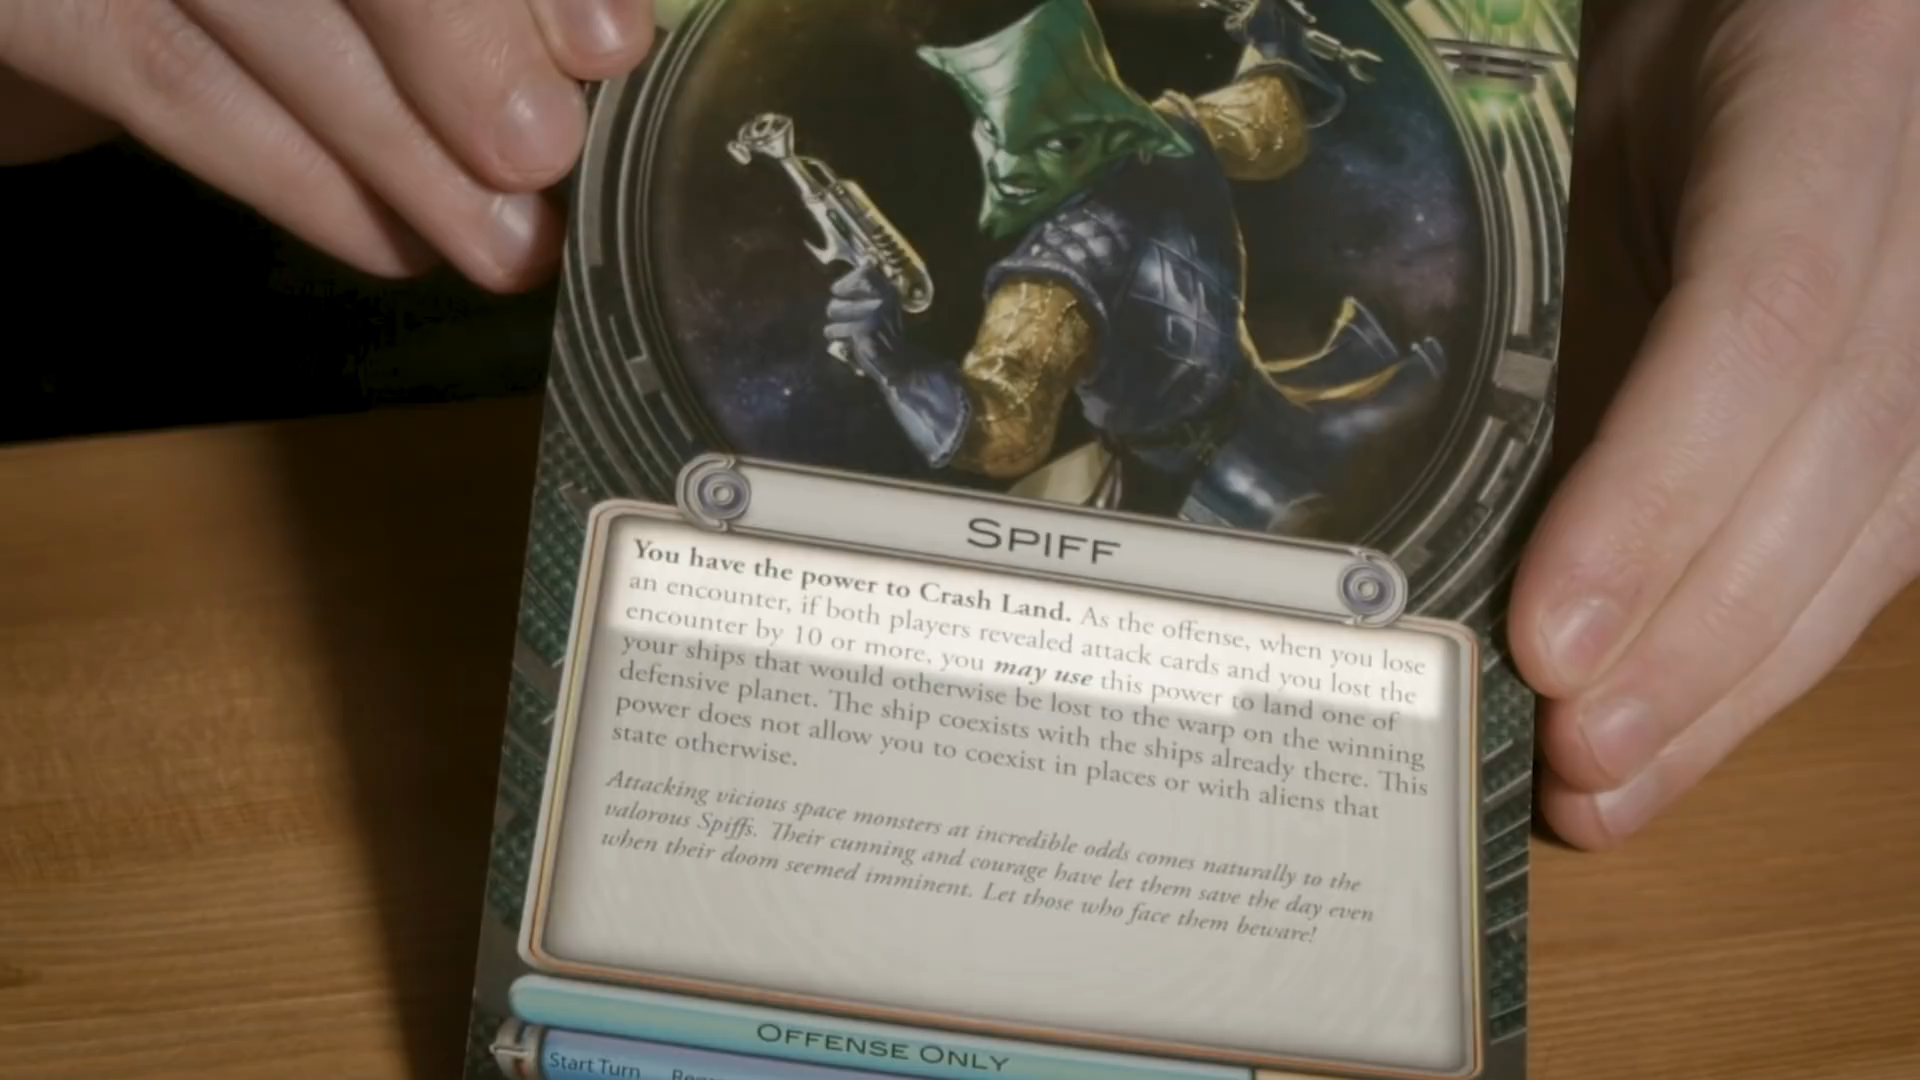 SPIFF
You have the power to Crash Land. As the offense, when you lose
an encounter, if both players revealed attack cards and you lost the
encounter by 10 or more, you may use this power to land one of
your ships that would otherwise be lost to the warp on the winning
defensive planet. The ship coexists with the ships already there. This
power does not allow you to coexist in places or with aliens that
state otherwise.
Attacking vicious space monsters at incredible odds comes naturally to the
valorous Spiffs. Their cunning and courage have let them save the day even
when their doom seemed imminent. Let those who face them beware!
OFFENSE ONLY
Start Turn